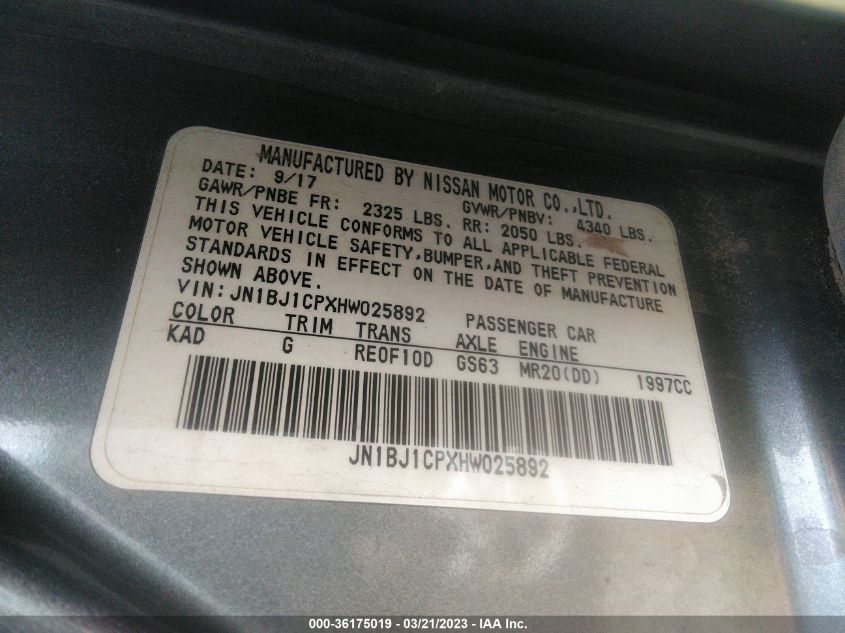 MANUFACTURED BY NISSAN MOTOR CO.,LTD.
DATE: 9/17 GVWR/PNBV: 4340 LBS.
GAWR/PNBE FR: 2325 LBS. RR: 2050 LBS.
THIS VEHICLE CONFORMS TO ALL APPLICABLE FEDERAL
MOTOR VEHICLE SAFETY,BUMPER,AND THEFT PREVENTION
STANDARDS IN EFFECT ON THE DATE OF MANUFACTURE
SHOWN ABOVE.
VIN:JN1BJ1CPXHW025892 PASSENGER CAR
COLOR TRIM TRANS AXLE ENGINE
KAD G RE0F10D GS63 MR20(DD) 1997CC
JN1BJ1CPXHW025892
000-36175019 — 03/21/2023 — IAA Inc.